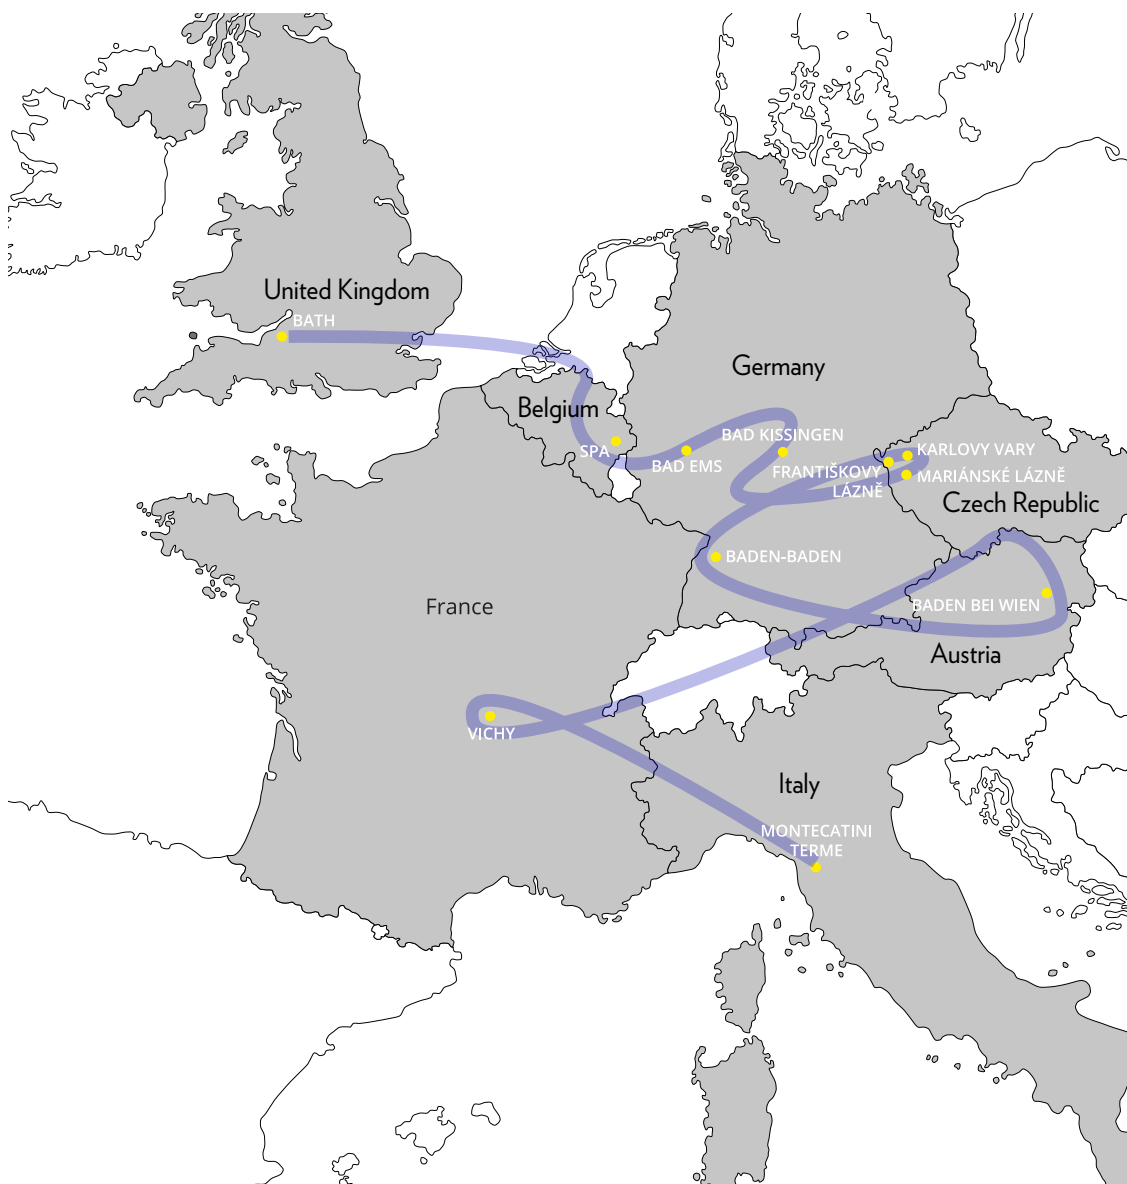 United Kingdom
BATH
Germany
Belgium
SPA
BAD EMS
BAD KISSINGEN
FRANTIŠKOVY
LÁZNĚ
KARLOVY VARY
MARIÁNSKÉ LÁZNĚ
Czech Republic
BADEN-BADEN
France
BADEN BEI WIEN
Austria
VICHY
Italy
MONTECATINI
TERME